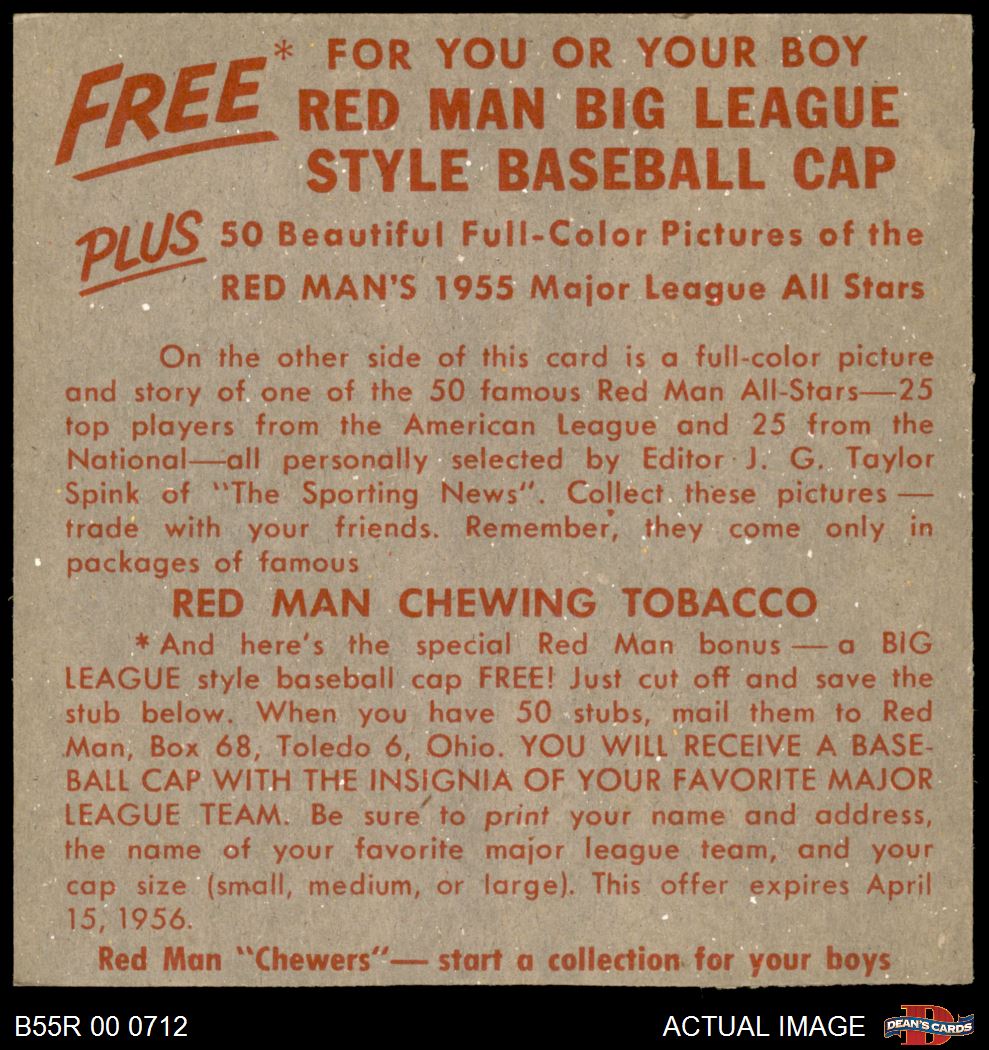 FREE* FOR YOU OR YOUR BOY
RED MAN BIG LEAGUE
STYLE BASEBALL CAP
PLUS 50 Beautiful Full-Color Pictures of the
RED MAN'S 1955 Major League All Stars
On the other side of this card is a full-color picture
and story of one of the 50 famous Red Man All-Stars—25
top players from the American League and 25 from the
National—all personally selected by Editor J. G. Taylor
Spink of "The Sporting News". Collect these pictures —
trade with your friends. Remember, they come only in
packages of famous
RED MAN CHEWING TOBACCO
* And here's the special Red Man bonus — a BIG
LEAGUE style baseball cap FREE! Just cut off and save the
stub below. When you have 50 stubs, mail them to Red
Man, Box 68, Toledo 6, Ohio. YOU WILL RECEIVE A BASE-
BALL CAP WITH THE INSIGNIA OF YOUR FAVORITE MAJOR
LEAGUE TEAM. Be sure to print your name and address,
the name of your favorite major league team, and your
cap size (small, medium, or large). This offer expires April
15, 1956.
Red Man "Chewers"— start a collection for your boys
B55R 00 0712
ACTUAL IMAGE
D
DEAN'S CARDS